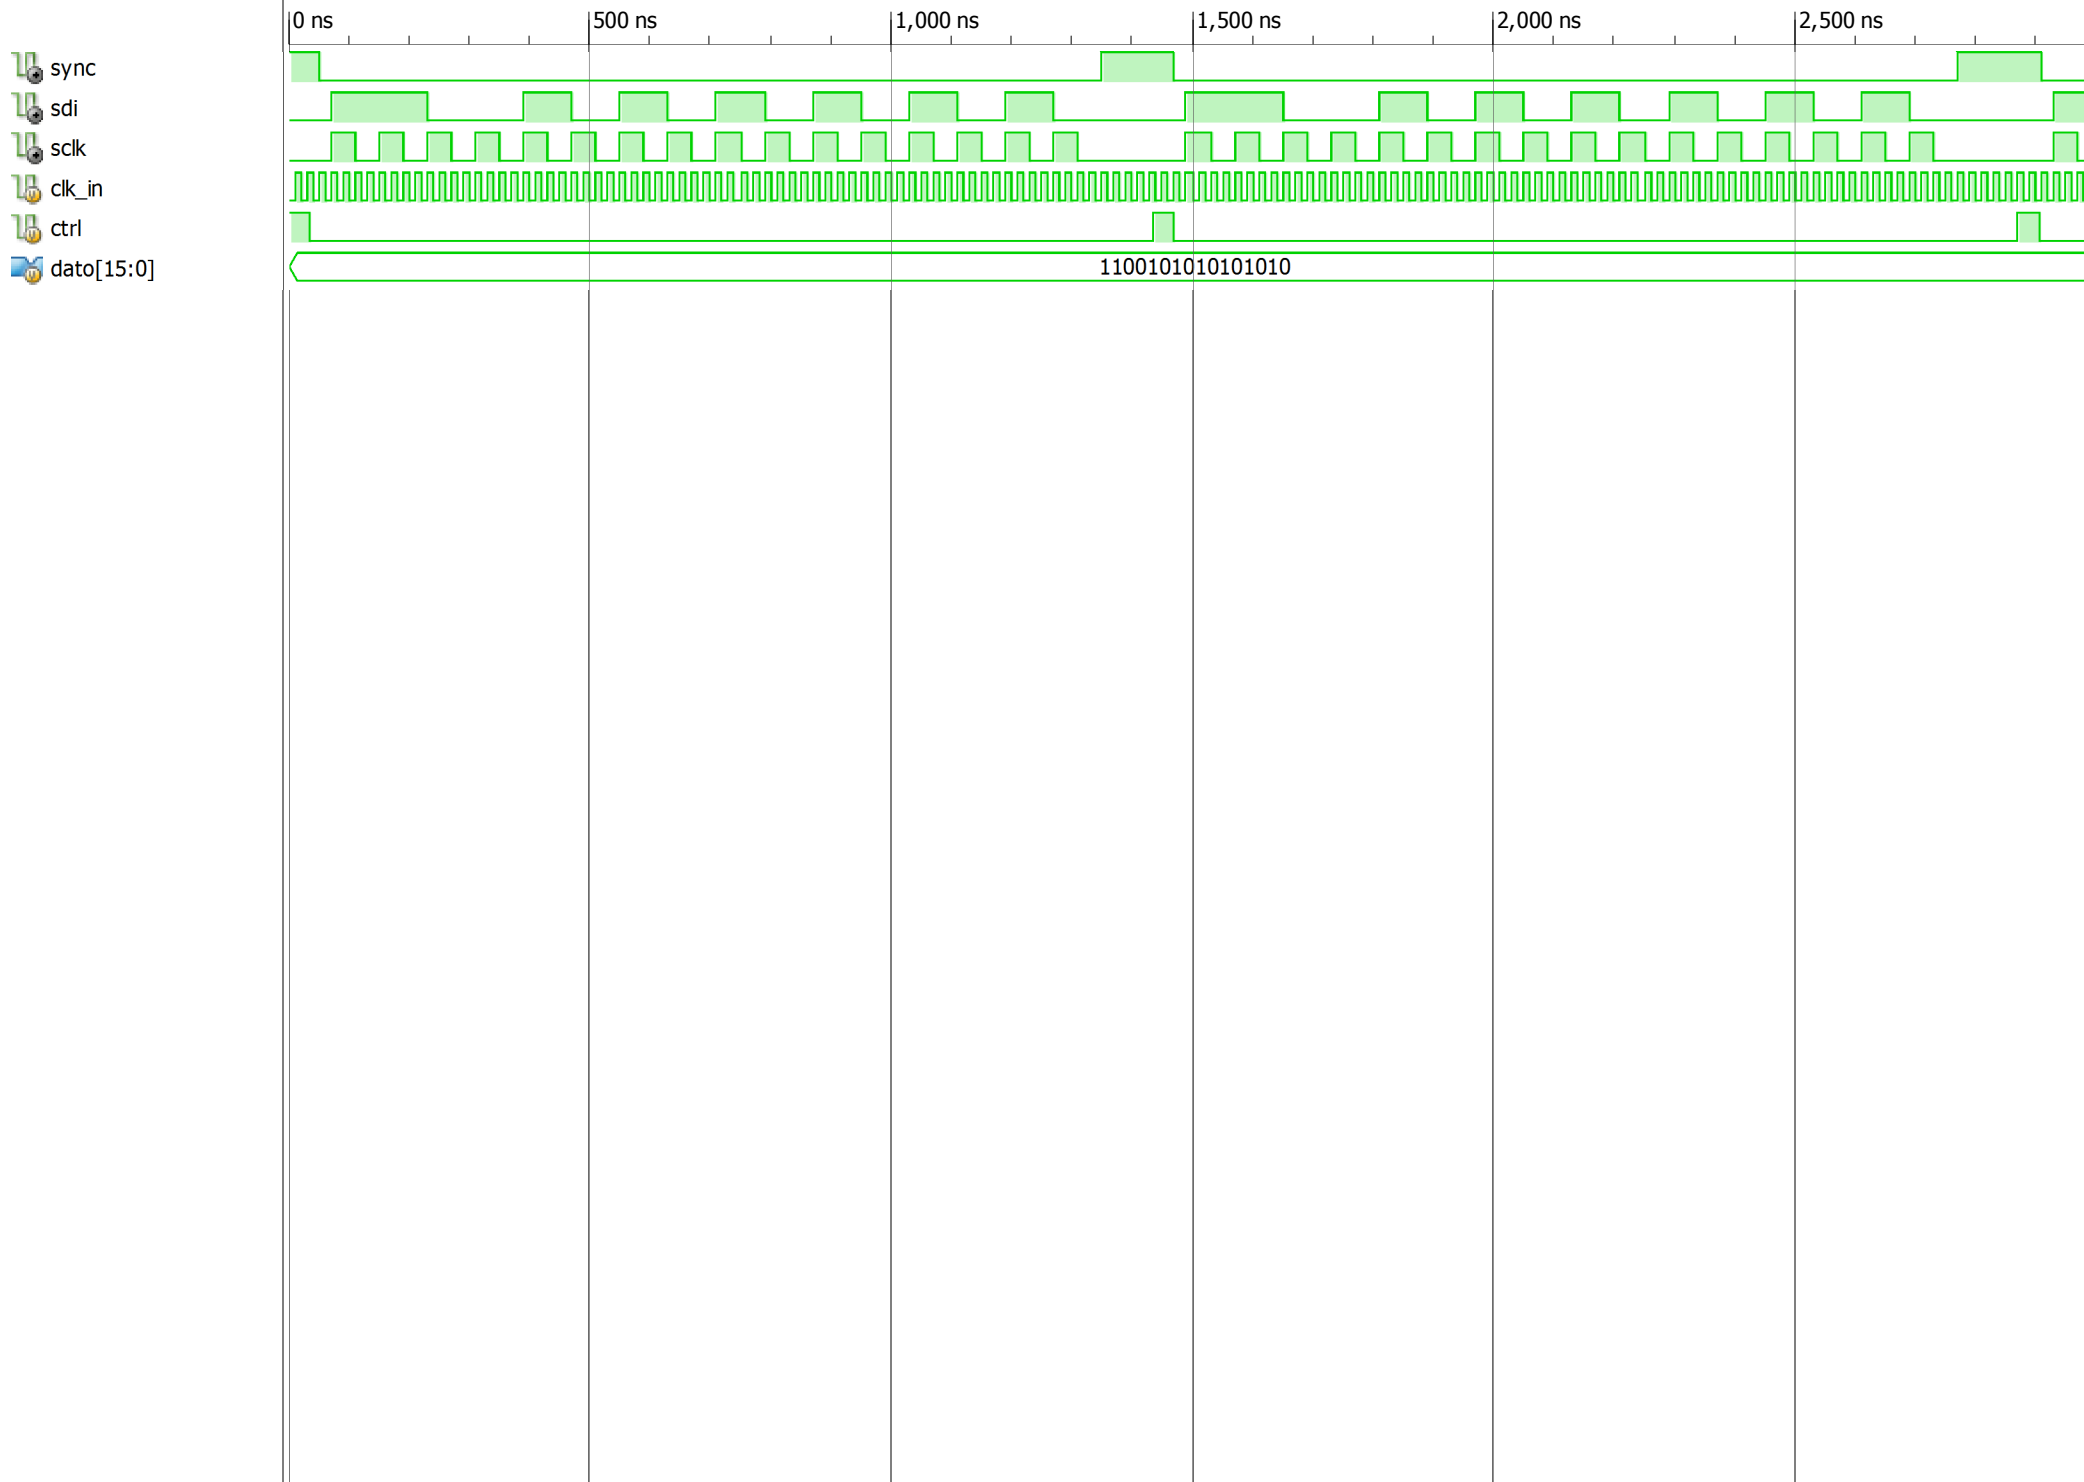 0 ns 500 ns 1,000 ns 1,500 ns 2,000 ns 2,500 ns
sync
sdi
sclk
clk_in
ctrl
dato[15:0] 1100101010101010